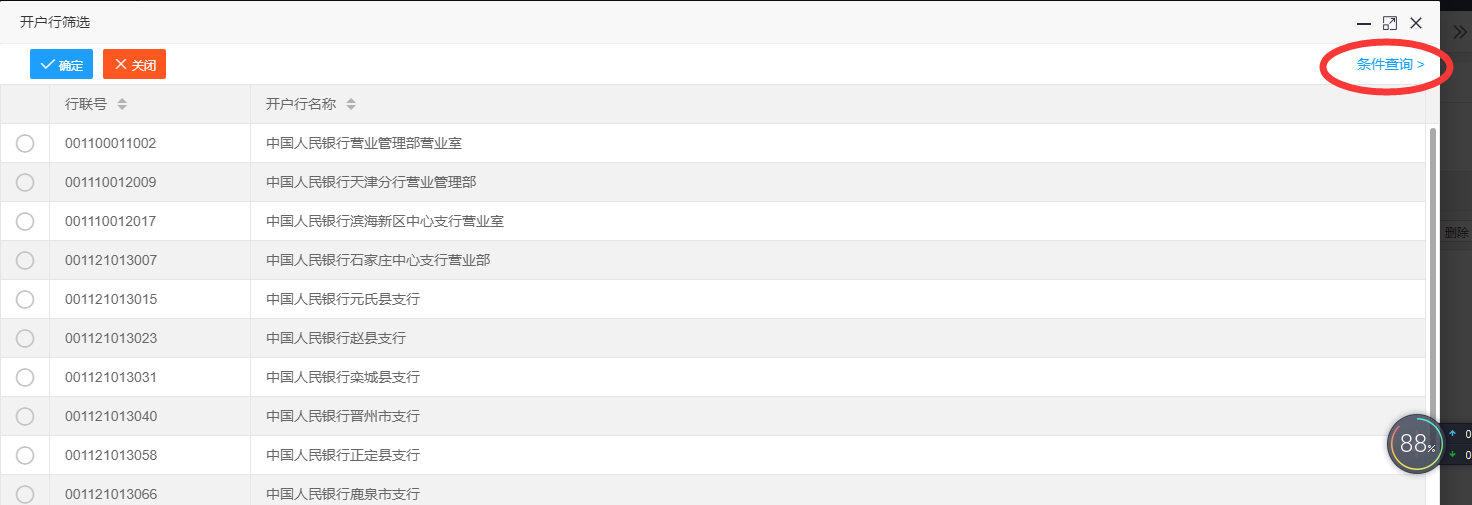 开户行筛选
确定 关闭 条件查询 >
行联号 开户行名称
001100011002 中国人民银行营业管理部营业室
001110012009 中国人民银行天津分行营业管理部
001110012017 中国人民银行滨海新区中心支行营业室
删除
001121013007 中国人民银行石家庄中心支行营业部
001121013015 中国人民银行元氏县支行
001121013023 中国人民银行赵县支行
001121013031 中国人民银行栾城县支行
001121013040 中国人民银行晋州市支行
88% 0
0
001121013058 中国人民银行正定县支行
001121013066 中国人民银行鹿泉市支行